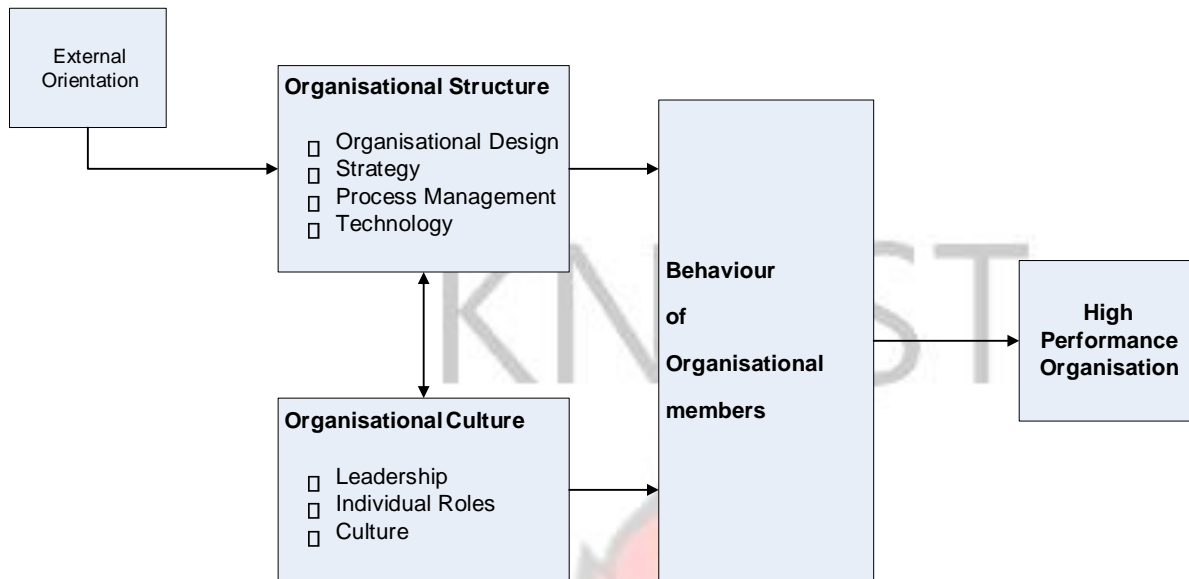 External
Orientation
Organisational Structure
Organisational Design
Strategy
Process Management
Technology
KNUST
Behaviour
of
Organisational
members
High
Performance
Organisation
Organisational Culture
Leadership
Individual Roles
Culture